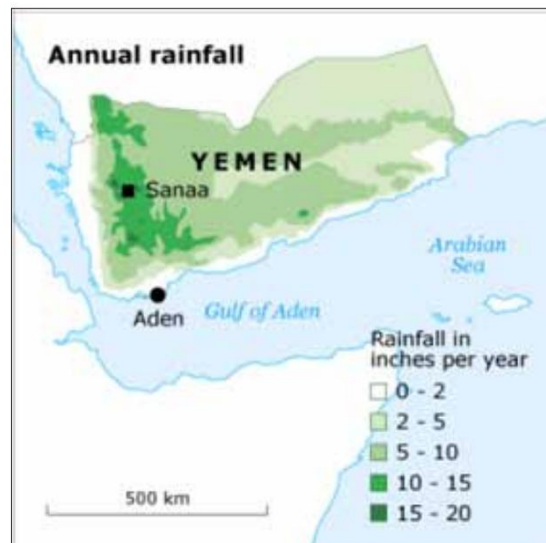 Annual rainfall
YEMEN
Sanaa
Arabian
Sea
Aden
Gulf of Aden
Rainfall in
inches per year
0 - 2
2 - 5
5 - 10
10 - 15
15 - 20
500 km